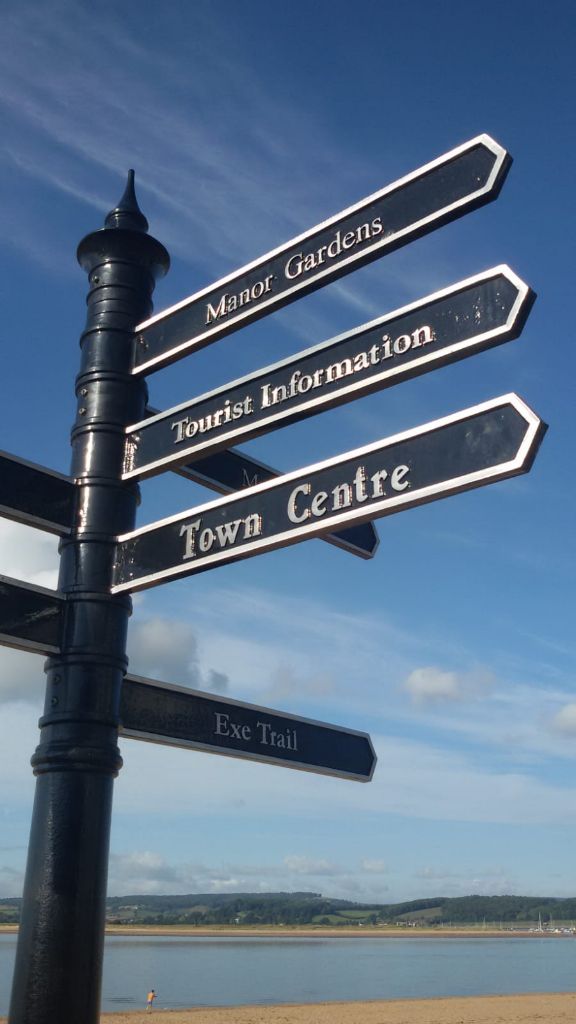 Manor Gardens
Tourist Information
Town Centre
Exe Trail